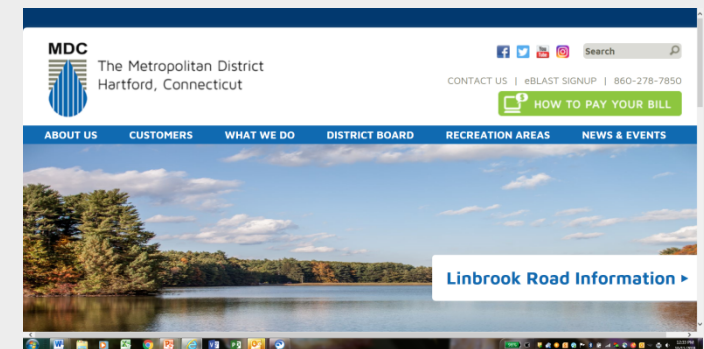 MDC
The Metropolitan District
Hartford, Connecticut
Search
CONTACT US | eBLAST SIGNUP | 860-278-7850
HOW TO PAY YOUR BILL
ABOUT US CUSTOMERS WHAT WE DO DISTRICT BOARD RECREATION AREAS NEWS & EVENTS
Linbrook Road Information